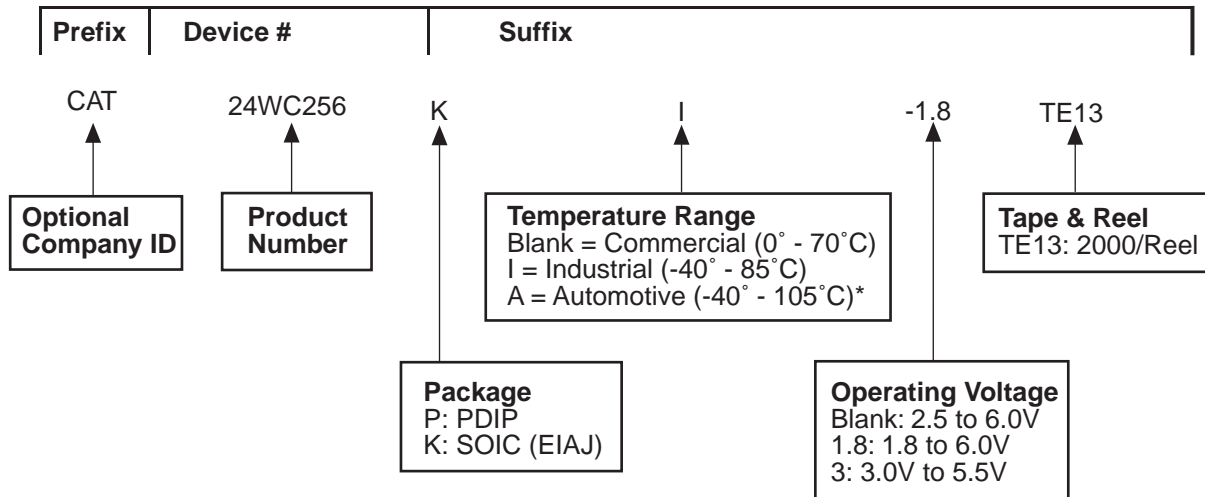 Prefix Device # Suffix
CAT 24WC256 K I -1.8 TE13
Optional
Company ID
Product
Number
Temperature Range
Blank = Commercial (0˚ - 70˚C)
I = Industrial (-40˚ - 85˚C)
A = Automotive (-40˚ - 105˚C)*
Tape & Reel
TE13: 2000/Reel
Package
P: PDIP
K: SOIC (EIAJ)
Operating Voltage
Blank: 2.5 to 6.0V
1.8: 1.8 to 6.0V
3: 3.0V to 5.5V